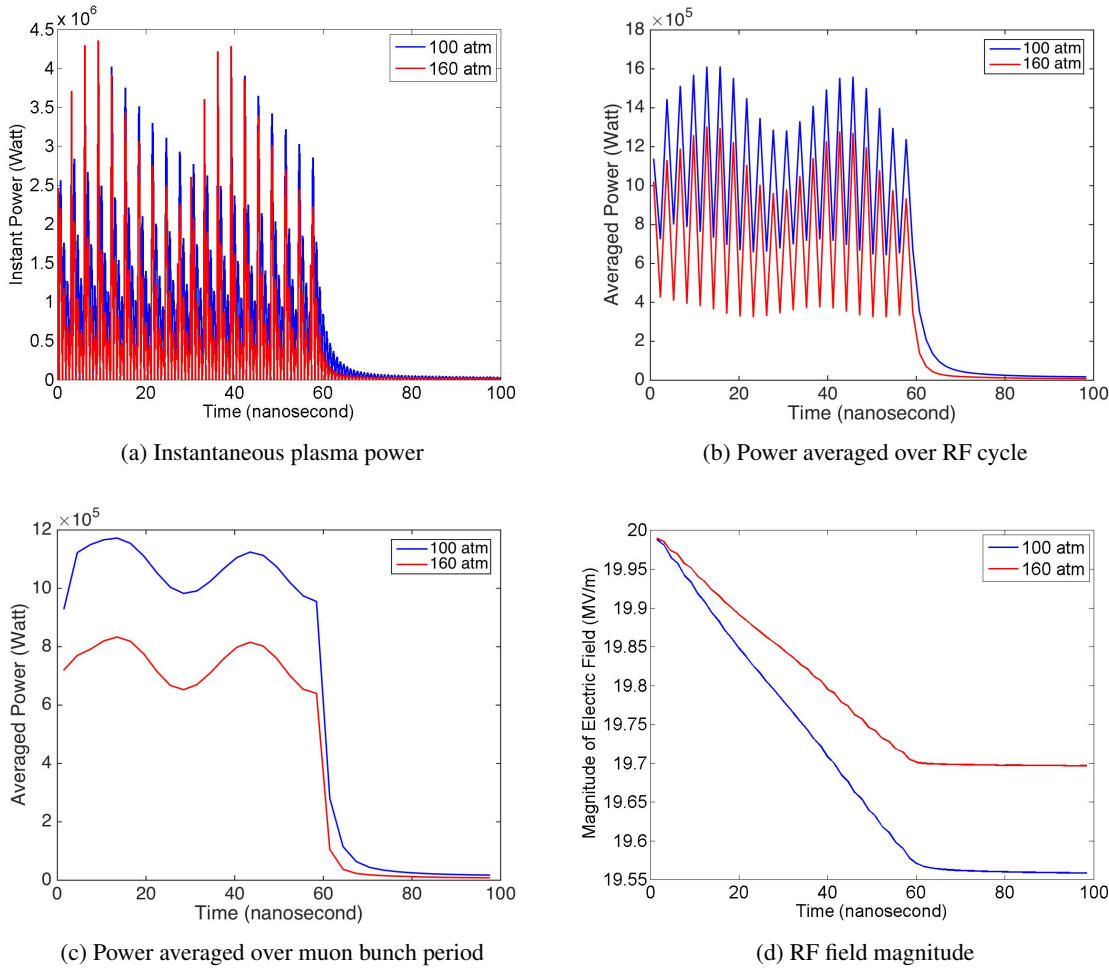 × 10⁶
4.5
4
3.5
3
2.5
2
1.5
1
0.5
0
Instant Power (Watt)
100 atm
160 atm
0 20 40 60 80 100
Time (nanosecond)
(a) Instantaneous plasma power
×10⁵
18
16
14
12
10
8
6
4
2
0
Averaged Power (Watt)
100 atm
160 atm
0 20 40 60 80 100
Time (nanosecond)
(b) Power averaged over RF cycle
×10⁵
12
10
8
6
4
2
0
Averaged Power (Watt)
100 atm
160 atm
0 20 40 60 80 100
Time (nanosecond)
(c) Power averaged over muon bunch period
20
19.95
19.9
19.85
19.8
19.75
19.7
19.65
19.6
19.55
Magnitude of Electric Field (MV/m)
100 atm
160 atm
0 20 40 60 80 100
Time (nanosecond)
(d) RF field magnitude